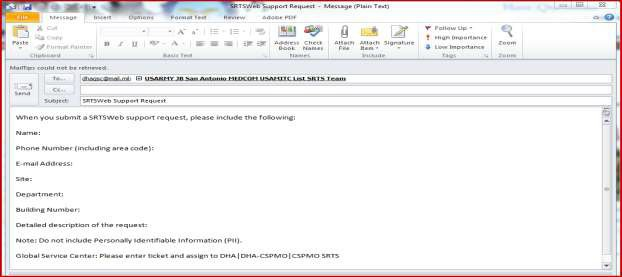 SRTSWeb Support Request - Message (Plain Text)
File Message Insert Options Format Text Review Adobe PDF
Paste
Cut
Copy
Format Painter
Clipboard
B I U
Basic Text
Address Book
Check Names
Names
Attach File
Attach Item
Signature
Include
Follow Up
High Importance
Low Importance
Tags
Zoom
Zoom
MailTips could not be retrieved.
Send
To... dhagsc@mail.mil; USARMY JB San Antonio MEDCOM USAMITC List SRTS Team
Cc...
Subject: SRTSWeb Support Request
When you submit a SRTSWeb support request, please include the following:
Name:
Phone Number (including area code):
E-mail Address:
Site:
Department:
Building Number:
Detailed description of the request:
Note: Do not include Personally Identifiable Information (PII).
Global Service Center: Please enter ticket and assign to DHA|DHA-CSPMO|CSPMO SRTS